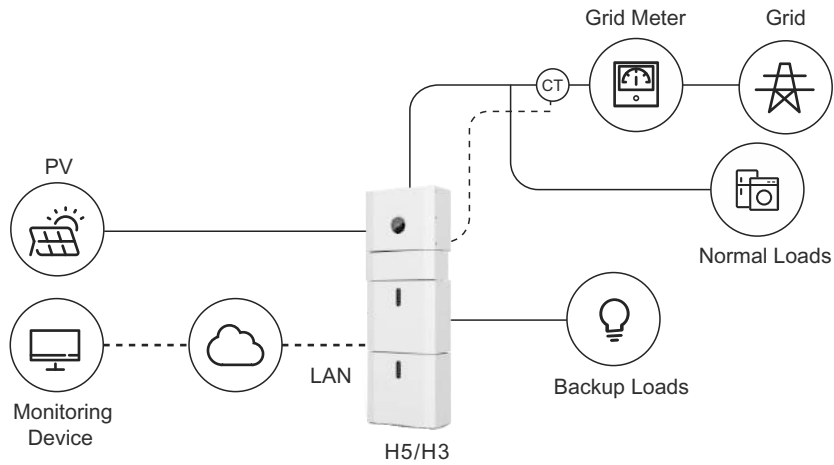 Grid Meter
Grid
CT
PV
Normal Loads
LAN
Backup Loads
Monitoring
Device
H5/H3